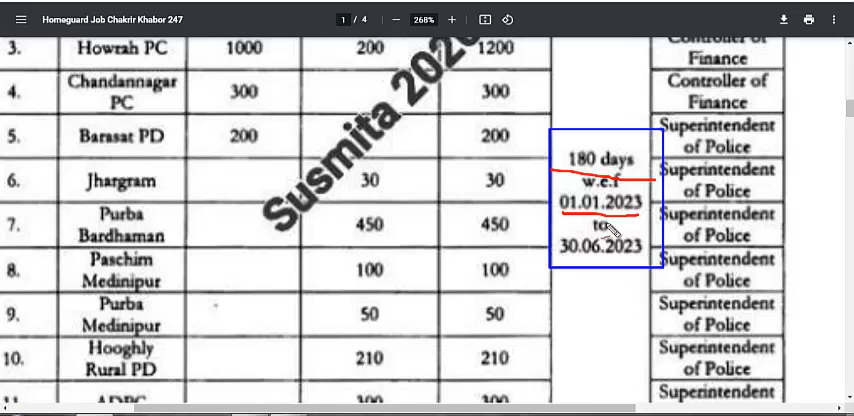 Homeguard Job Chakrir Khabor 247
1 / 4
268%
3. Howrah PC 1000 200 1200 Controller of
Finance
4. Chandannagar
PC 300 300 Controller of
Finance
5. Barasat PD 200 200 Superintendent
of Police
6. Jhargram 30 30 Superintendent
of Police
7. Purba
Bardhaman 450 450 Superintendent
of Police
8. Paschim
Medinipur 100 100 Superintendent
of Police
9. Purba
Medinipur 50 50 Superintendent
of Police
10. Hooghly
Rural PD 210 210 Superintendent
of Police
11. ADPC 300 300 Superintendent
180 days
w.e.f
01.01.2023
to
30.06.2023